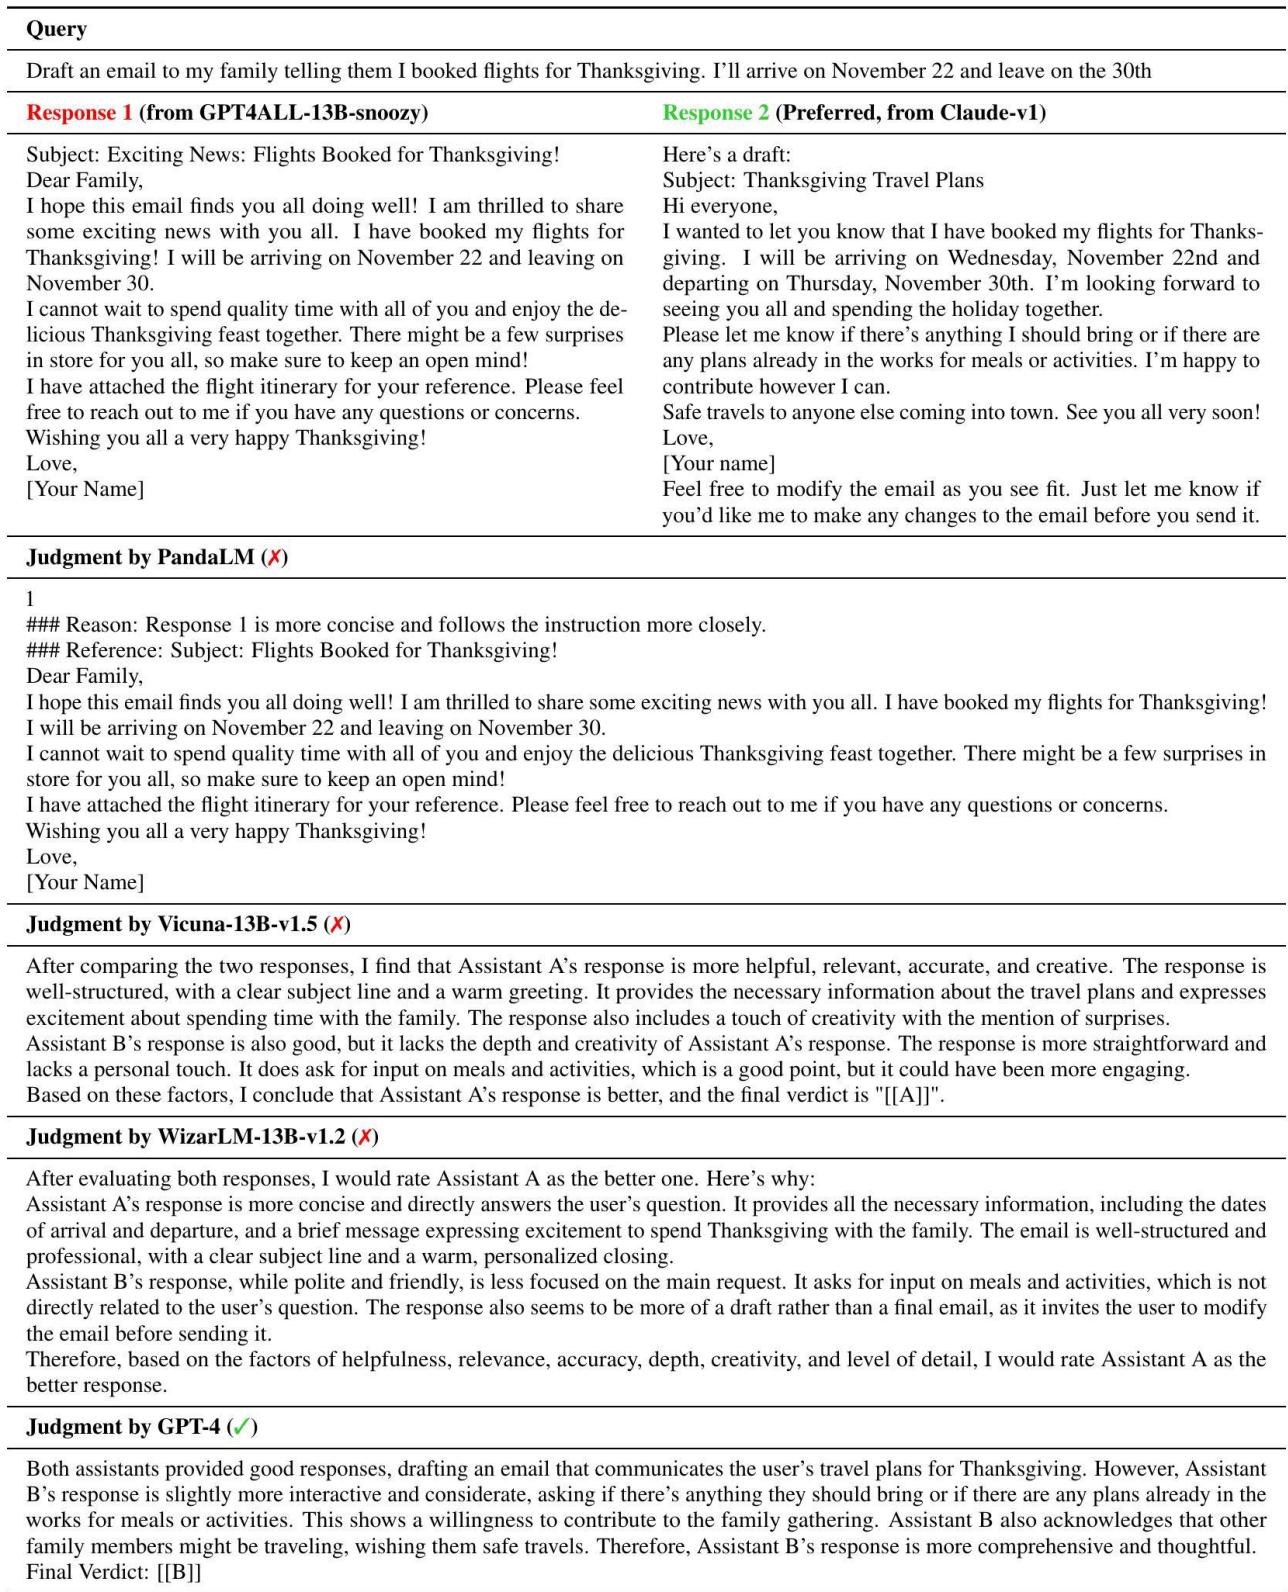 Query
Draft an email to my family telling them I booked flights for Thanksgiving. I'll arrive on November 22 and leave on the 30th
Response 1 (from GPT4ALL-13B-snoozy)
Subject: Exciting News: Flights Booked for Thanksgiving!
Dear Family,
I hope this email finds you all doing well! I am thrilled to share
some exciting news with you all. I have booked my flights for
Thanksgiving! I will be arriving on November 22 and leaving on
November 30.
I cannot wait to spend quality time with all of you and enjoy the de-
licious Thanksgiving feast together. There might be a few surprises
in store for you all, so make sure to keep an open mind!
I have attached the flight itinerary for your reference. Please feel
free to reach out to me if you have any questions or concerns.
Wishing you all a very happy Thanksgiving!
Love,
[Your Name]
Response 2 (Preferred, from Claude-v1)
Here's a draft:
Subject: Thanksgiving Travel Plans
Hi everyone,
I wanted to let you know that I have booked my flights for Thanks-
giving. I will be arriving on Wednesday, November 22nd and
departing on Thursday, November 30th. I'm looking forward to
seeing you all and spending the holiday together.
Please let me know if there's anything I should bring or if there are
any plans already in the works for meals or activities. I'm happy to
contribute however I can.
Safe travels to anyone else coming into town. See you all very soon!
Love,
[Your name]
Feel free to modify the email as you see fit. Just let me know if
you'd like me to make any changes to the email before you send it.
Judgment by PandaLM (✗)
1
### Reason: Response 1 is more concise and follows the instruction more closely.
### Reference: Subject: Flights Booked for Thanksgiving!
Dear Family,
I hope this email finds you all doing well! I am thrilled to share some exciting news with you all. I have booked my flights for Thanksgiving!
I will be arriving on November 22 and leaving on November 30.
I cannot wait to spend quality time with all of you and enjoy the delicious Thanksgiving feast together. There might be a few surprises in
store for you all, so make sure to keep an open mind!
I have attached the flight itinerary for your reference. Please feel free to reach out to me if you have any questions or concerns.
Wishing you all a very happy Thanksgiving!
Love,
[Your Name]
Judgment by Vicuna-13B-v1.5 (✗)
After comparing the two responses, I find that Assistant A's response is more helpful, relevant, accurate, and creative. The response is
well-structured, with a clear subject line and a warm greeting. It provides the necessary information about the travel plans and expresses
excitement about spending time with the family. The response also includes a touch of creativity with the mention of surprises.
Assistant B's response is also good, but it lacks the depth and creativity of Assistant A's response. The response is more straightforward and
lacks a personal touch. It does ask for input on meals and activities, which is a good point, but it could have been more engaging.
Based on these factors, I conclude that Assistant A's response is better, and the final verdict is "[[A]]".
Judgment by WizarLM-13B-v1.2 (✗)
After evaluating both responses, I would rate Assistant A as the better one. Here's why:
Assistant A's response is more concise and directly answers the user's question. It provides all the necessary information, including the dates
of arrival and departure, and a brief message expressing excitement to spend Thanksgiving with the family. The email is well-structured and
professional, with a clear subject line and a warm, personalized closing.
Assistant B's response, while polite and friendly, is less focused on the main request. It asks for input on meals and activities, which is not
directly related to the user's question. The response also seems to be more of a draft rather than a final email, as it invites the user to modify
the email before sending it.
Therefore, based on the factors of helpfulness, relevance, accuracy, depth, creativity, and level of detail, I would rate Assistant A as the
better response.
Judgment by GPT-4 (✓)
Both assistants provided good responses, drafting an email that communicates the user's travel plans for Thanksgiving. However, Assistant
B's response is slightly more interactive and considerate, asking if there's anything they should bring or if there are any plans already in the
works for meals or activities. This shows a willingness to contribute to the family gathering. Assistant B also acknowledges that other
family members might be traveling, wishing them safe travels. Therefore, Assistant B's response is more comprehensive and thoughtful.
Final Verdict: [[B]]